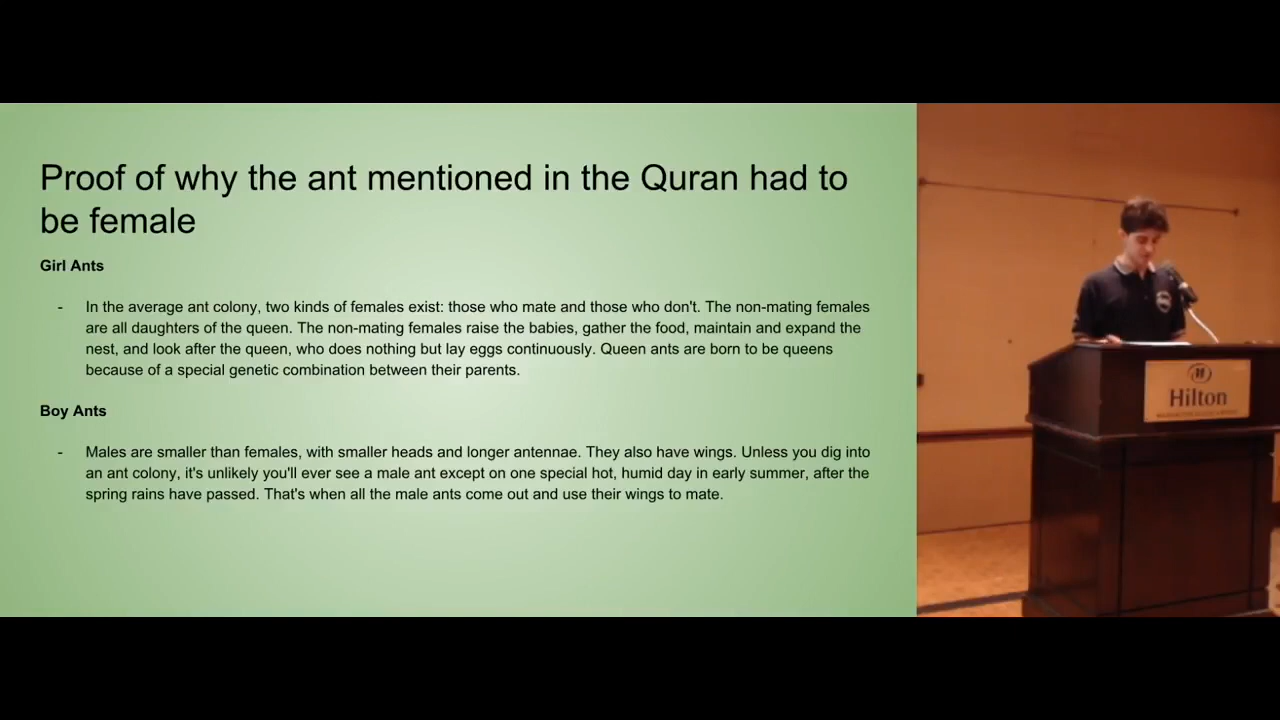 Proof of why the ant mentioned in the Quran had to
be female
Girl Ants
- In the average ant colony, two kinds of females exist: those who mate and those who don't. The non-mating females
are all daughters of the queen. The non-mating females raise the babies, gather the food, maintain and expand the
nest, and look after the queen, who does nothing but lay eggs continuously. Queen ants are born to be queens
because of a special genetic combination between their parents.
Boy Ants
- Males are smaller than females, with smaller heads and longer antennae. They also have wings. Unless you dig into
an ant colony, it's unlikely you'll ever see a male ant except on one special hot, humid day in early summer, after the
spring rains have passed. That's when all the male ants come out and use their wings to mate.
Hilton